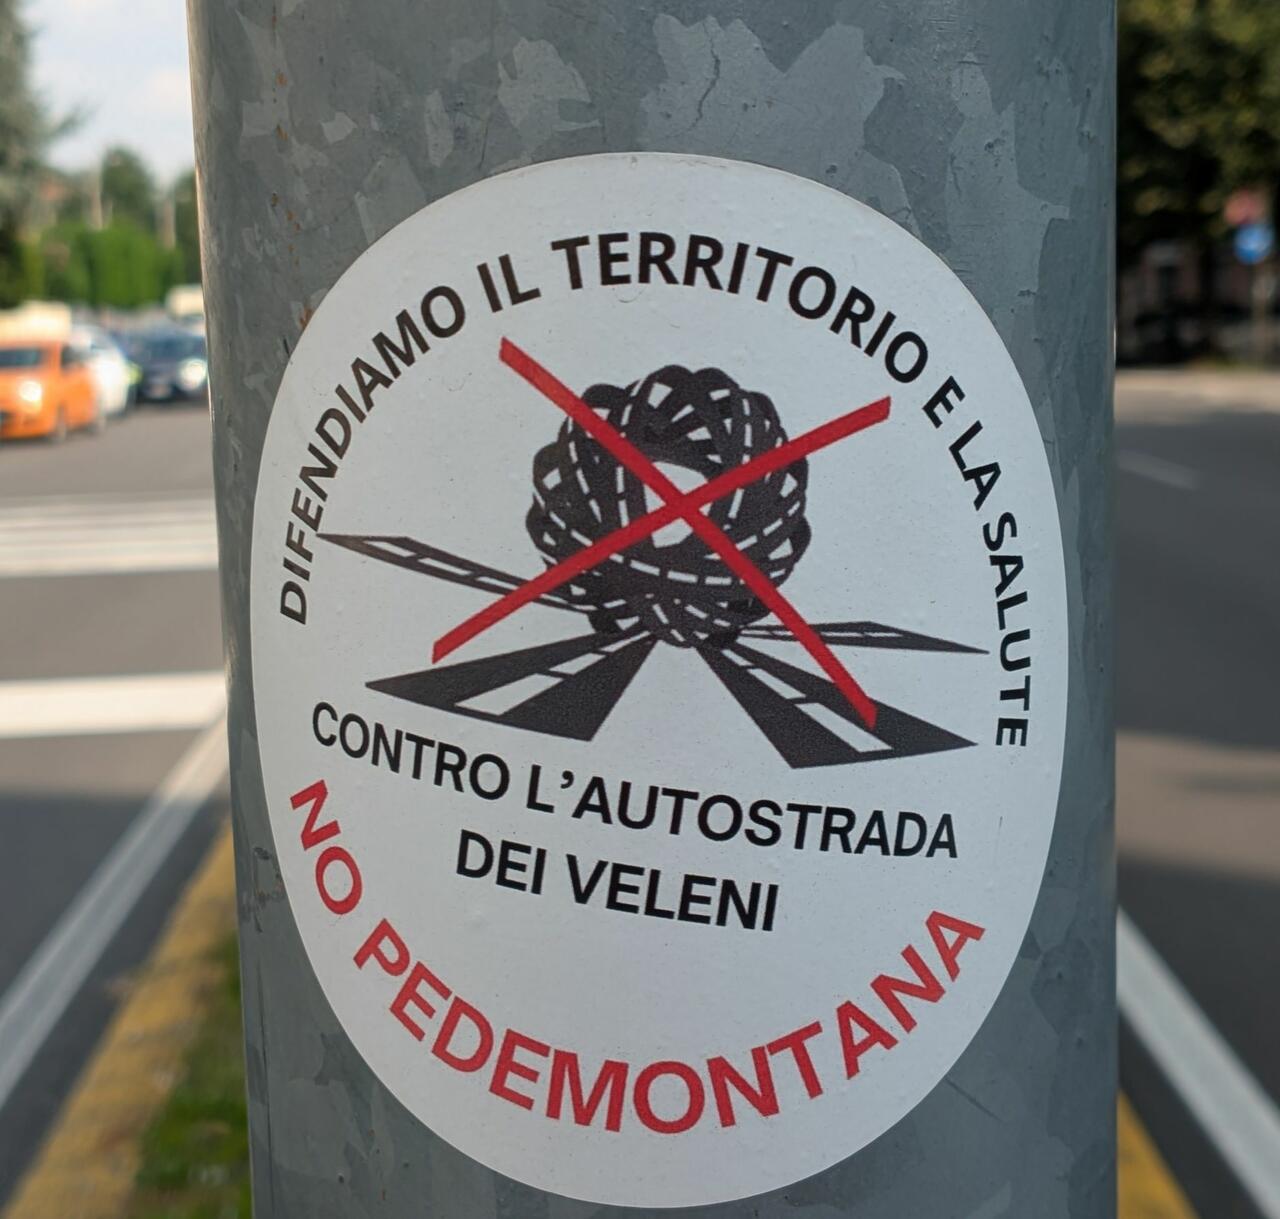 DIFENDIAMO IL TERRITORIO E LA SALUTE
CONTRO L'AUTOSTRADA
DEI VELENI
NO PEDEMONTANA